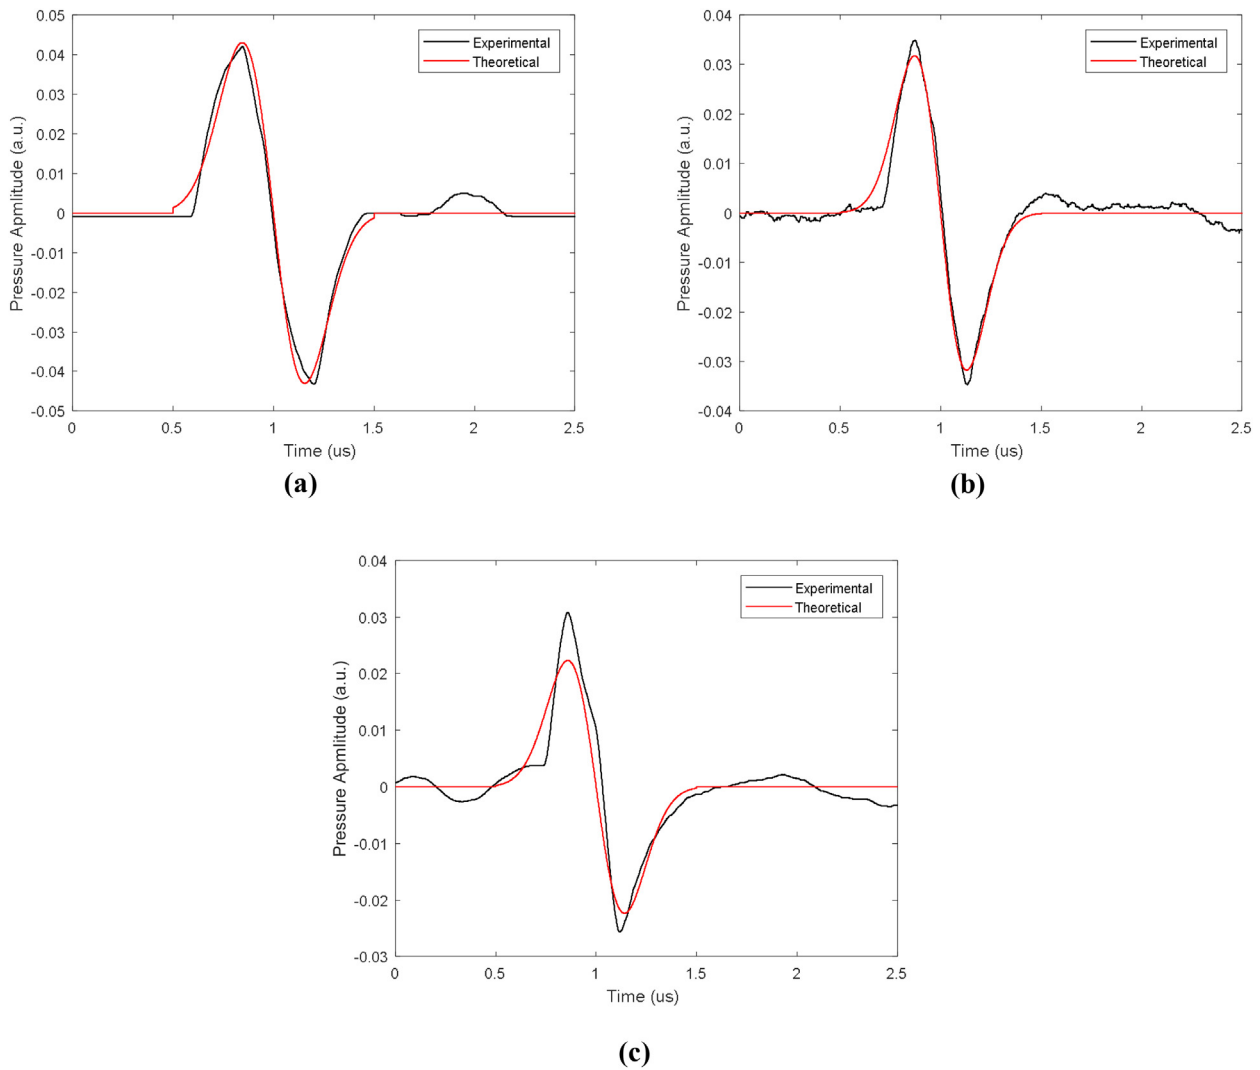 (a)
0.05
0.04
0.03
0.02
0.01
0
-0.01
-0.02
-0.03
-0.04
-0.05
Pressure Apmlitude (a.u.)
Experimental
Theoretical
0 0.5 1 1.5 2 2.5
Time (us)
(a)
0.04
0.03
0.02
0.01
0
-0.01
-0.02
-0.03
-0.04
Pressure Apmlitude (a.u.)
Experimental
Theoretical
0 0.5 1 1.5 2 2.5
Time (us)
(b)
0.04
0.03
0.02
0.01
0
-0.01
-0.02
-0.03
Pressure Apmlitude (a.u.)
Experimental
Theoretical
0 0.5 1 1.5 2 2.5
Time (us)
(c)